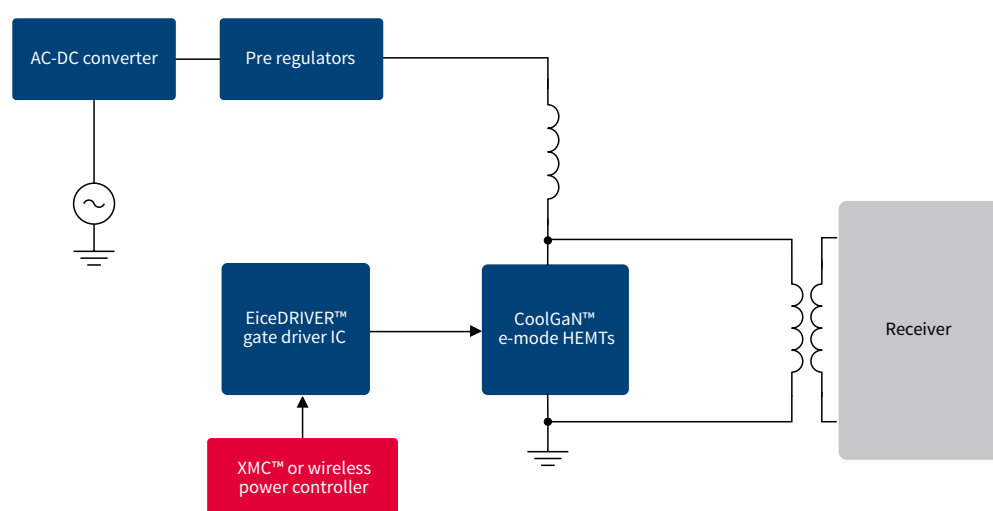 AC-DC converter
Pre regulators
EiceDRIVER™
gate driver IC
CoolGaN™
e-mode HEMTs
Receiver
XMC™ or wireless
power controller